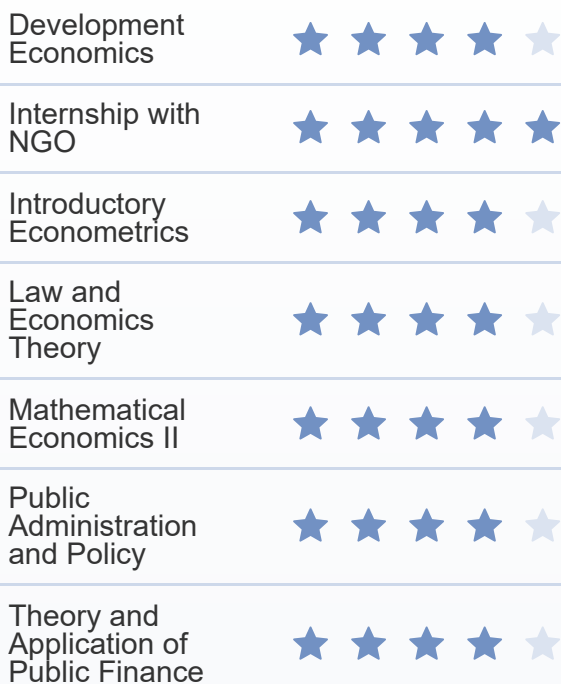 Development
Economics
Internship with
NGO
Introductory
Econometrics
Law and
Economics
Theory
Mathematical
Economics II
Public
Administration
and Policy
Theory and
Application of
Public Finance